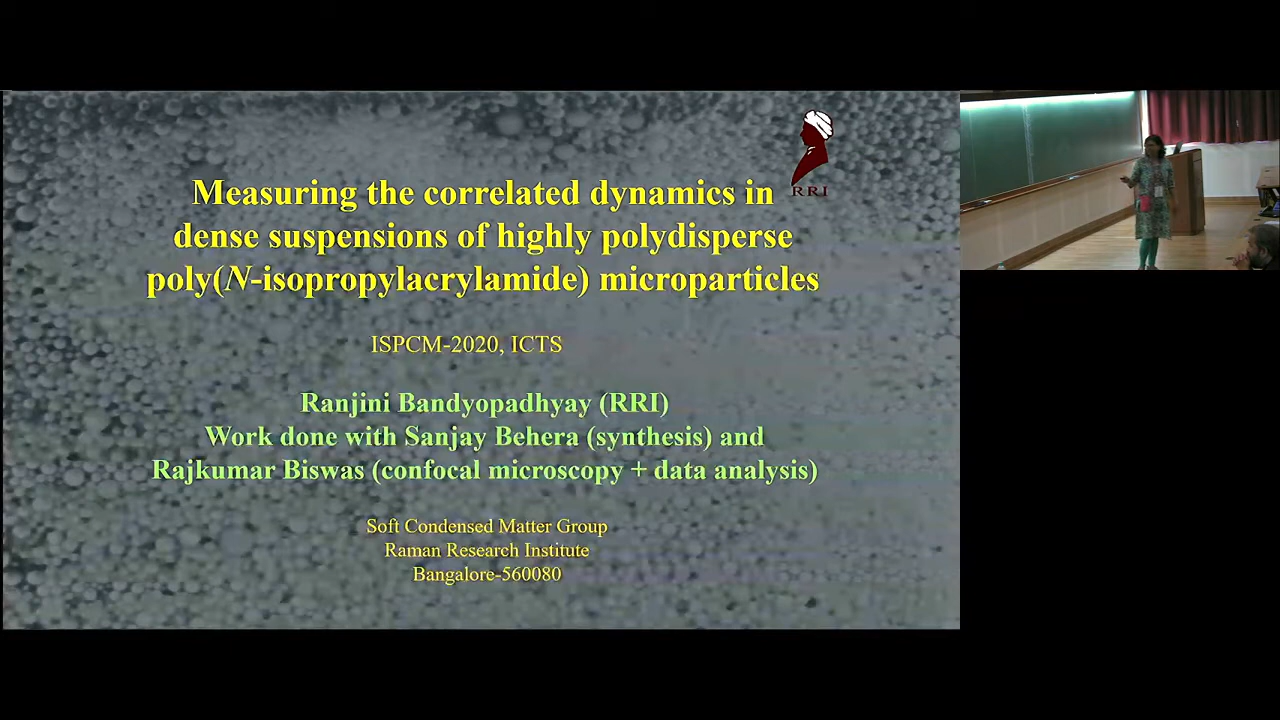 RRI
Measuring the correlated dynamics in
dense suspensions of highly polydisperse
poly(N-isopropylacrylamide) microparticles
ISPCM-2020, ICTS
Ranjini Bandyopadhyay (RRI)
Work done with Sanjay Behera (synthesis) and
Rajkumar Biswas (confocal microscopy + data analysis)
Soft Condensed Matter Group
Raman Research Institute
Bangalore-560080